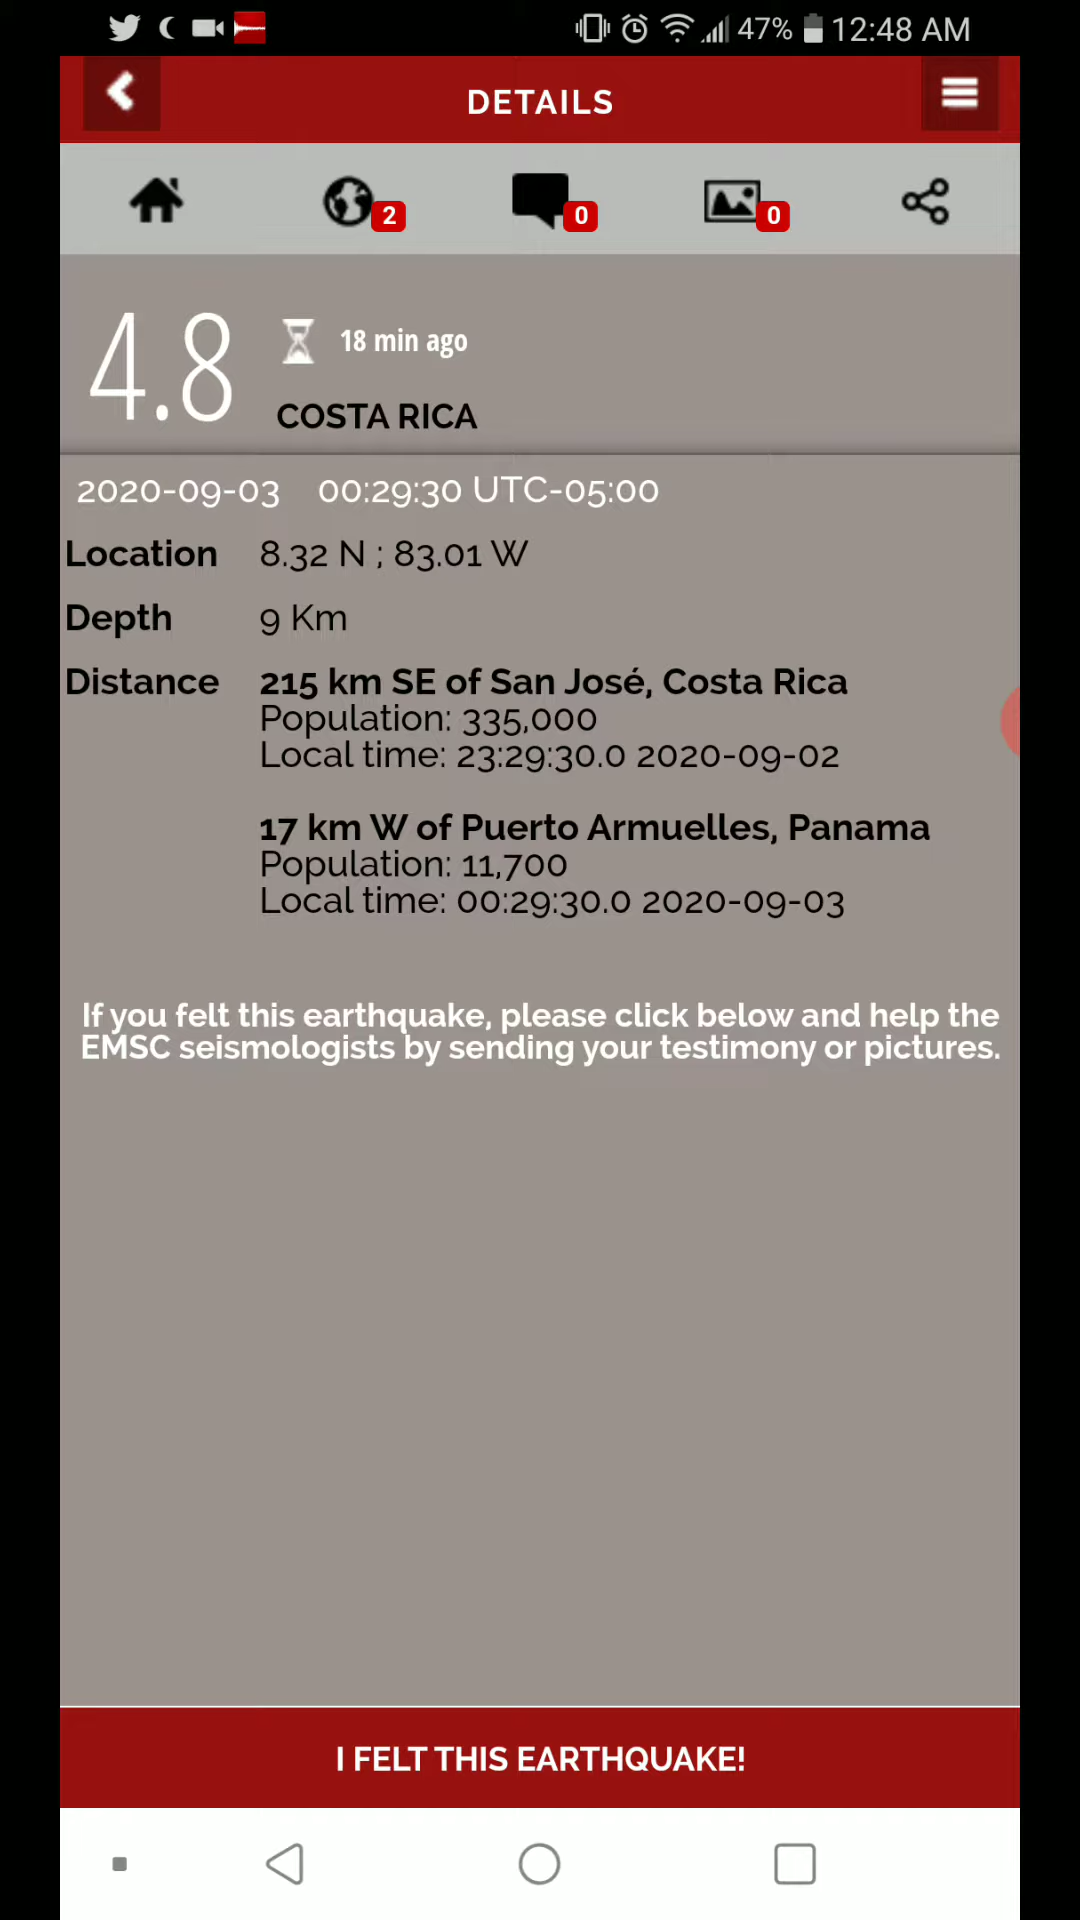 47% 12:48 AM
DETAILS
2 0 0
4.8
18 min ago
COSTA RICA
2020-09-03 00:29:30 UTC-05:00
Location 8.32 N ; 83.01 W
Depth 9 Km
Distance 215 km SE of San José, Costa Rica
Population: 335,000
Local time: 23:29:30.0 2020-09-02
17 km W of Puerto Armuelles, Panama
Population: 11,700
Local time: 00:29:30.0 2020-09-03
If you felt this earthquake, please click below and help the
EMSC seismologists by sending your testimony or pictures.
I FELT THIS EARTHQUAKE!